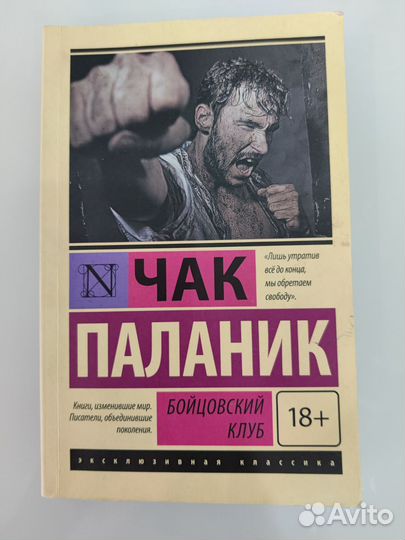 N
ЧАК
«Лишь утратив
всё до конца,
мы обретаем
свободу».
ПАЛАНИК
Книги, изменившие мир.
Писатели, объединившие
поколения.
БОЙЦОВСКИЙ
КЛУБ
18+
эксклюзивная классика
Avito